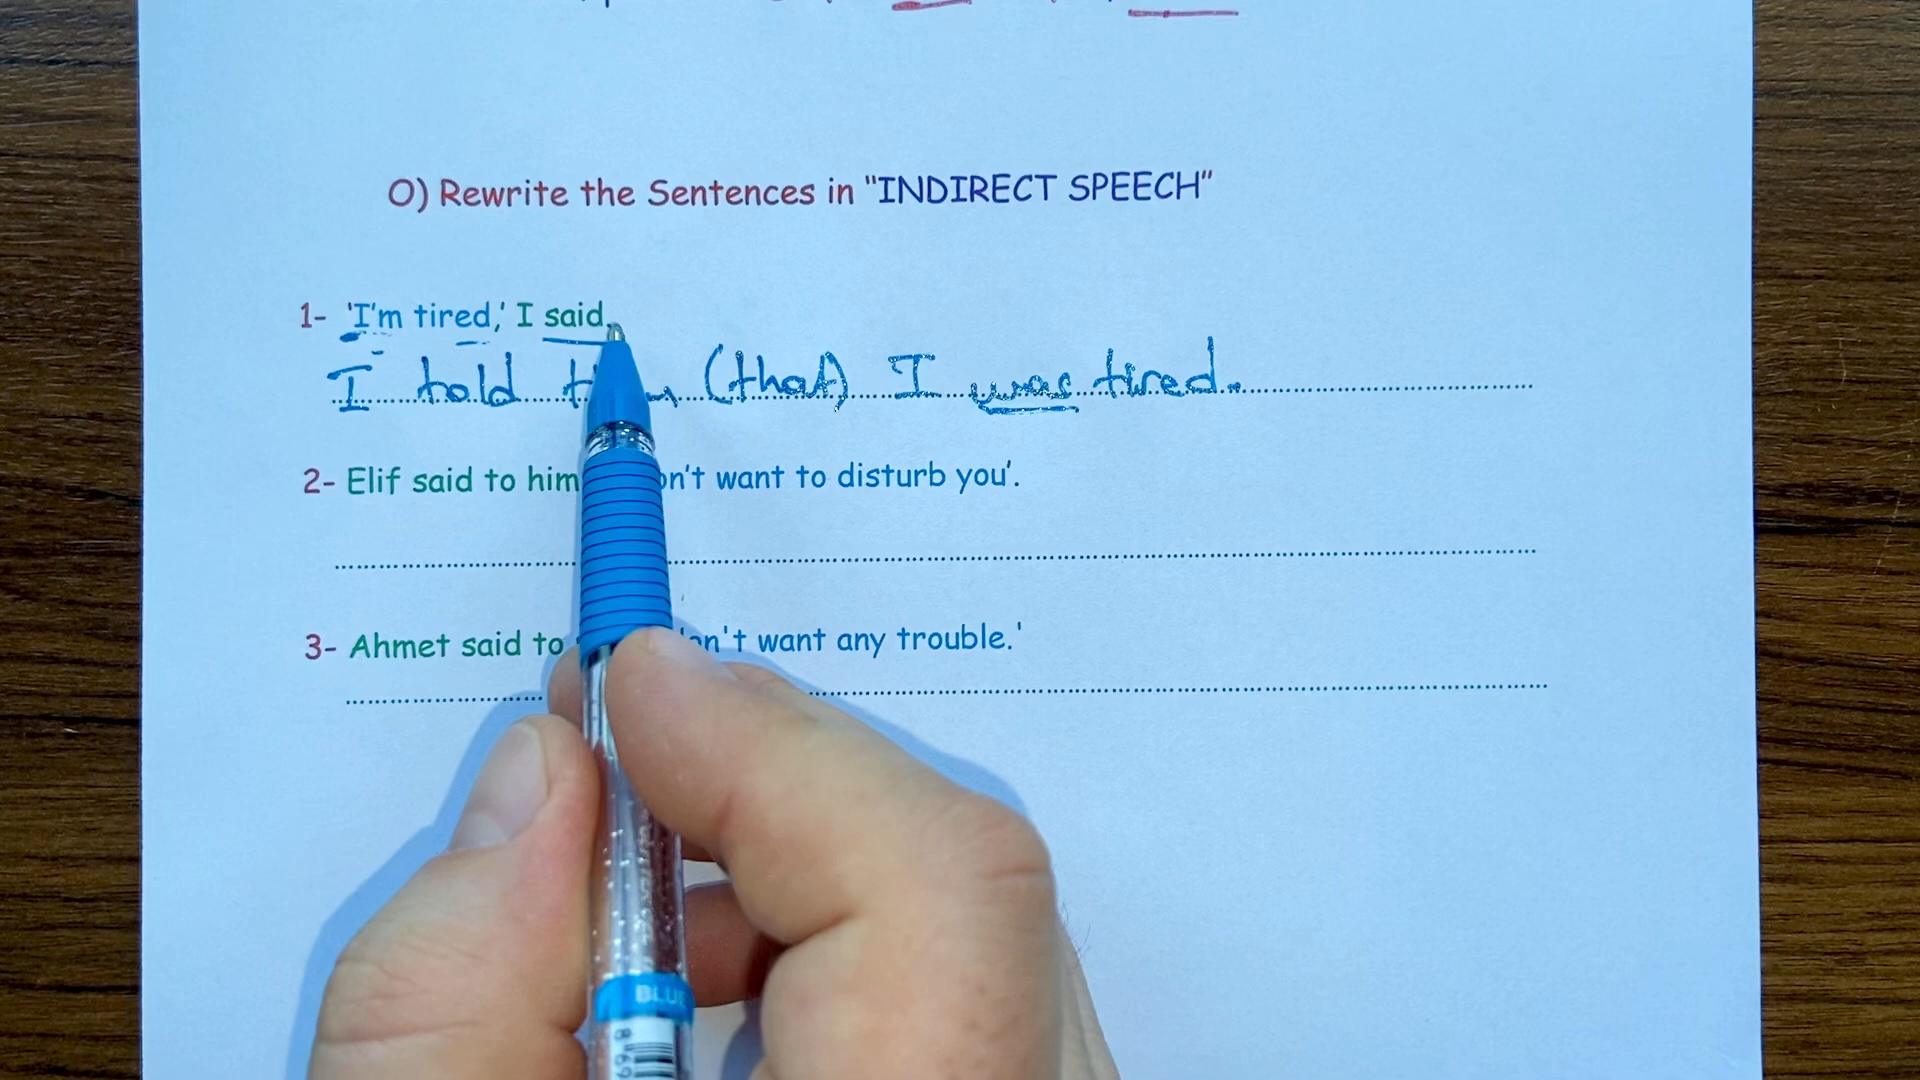 O) Rewrite the Sentences in "INDIRECT SPEECH"
1- 'I'm tired,' I said.
I told (that) I was tired.
2- Elif said to him want to disturb you'.
3- Ahmet said to want any trouble.'
BLUE